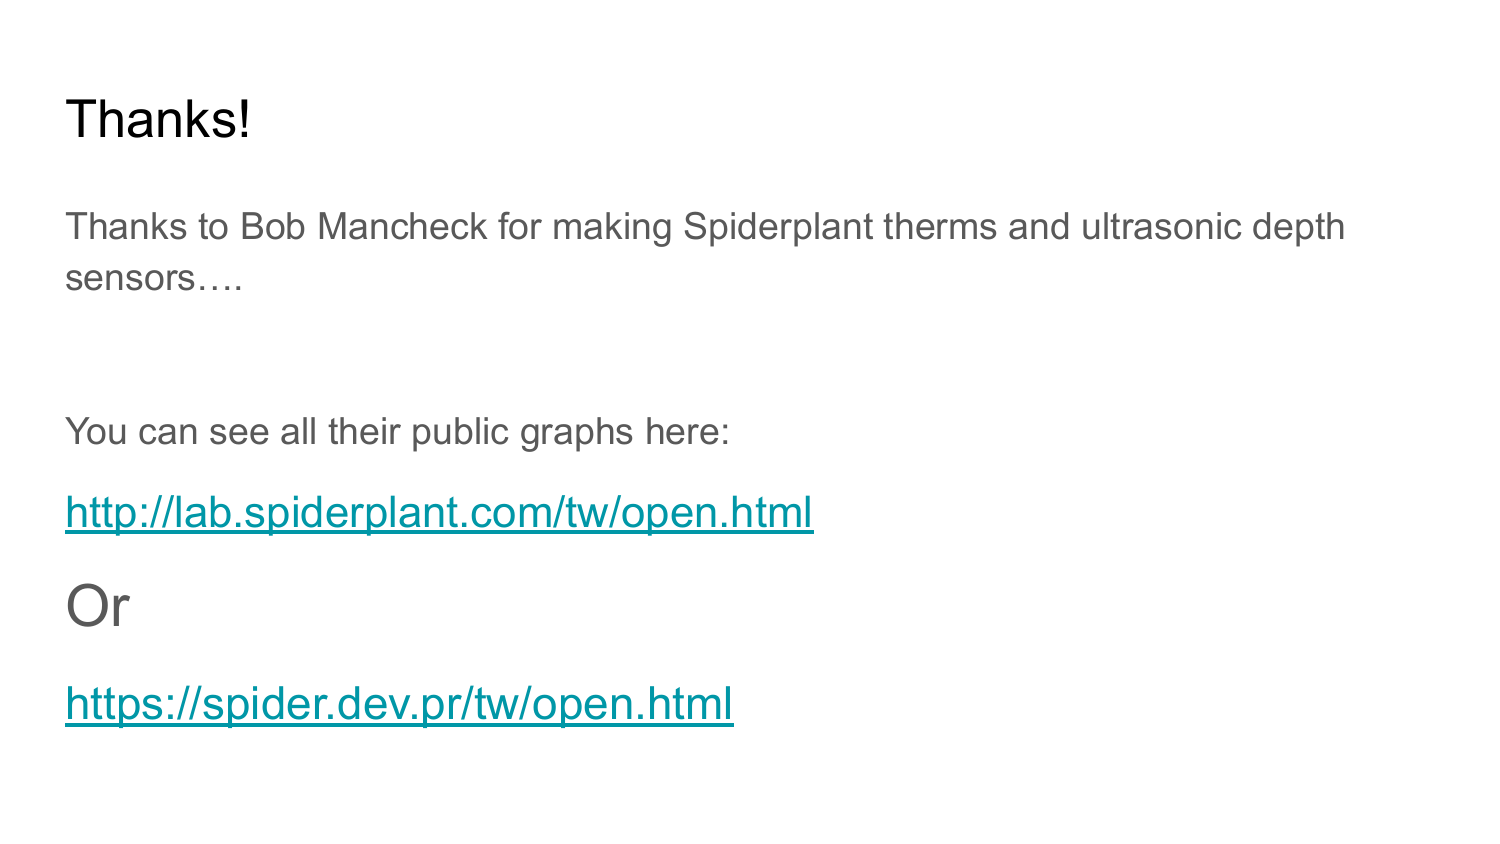 Thanks!
Thanks to Bob Mancheck for making Spiderplant therms and ultrasonic depth
sensors….
You can see all their public graphs here:
http://lab.spiderplant.com/tw/open.html
Or
https://spider.dev.pr/tw/open.html